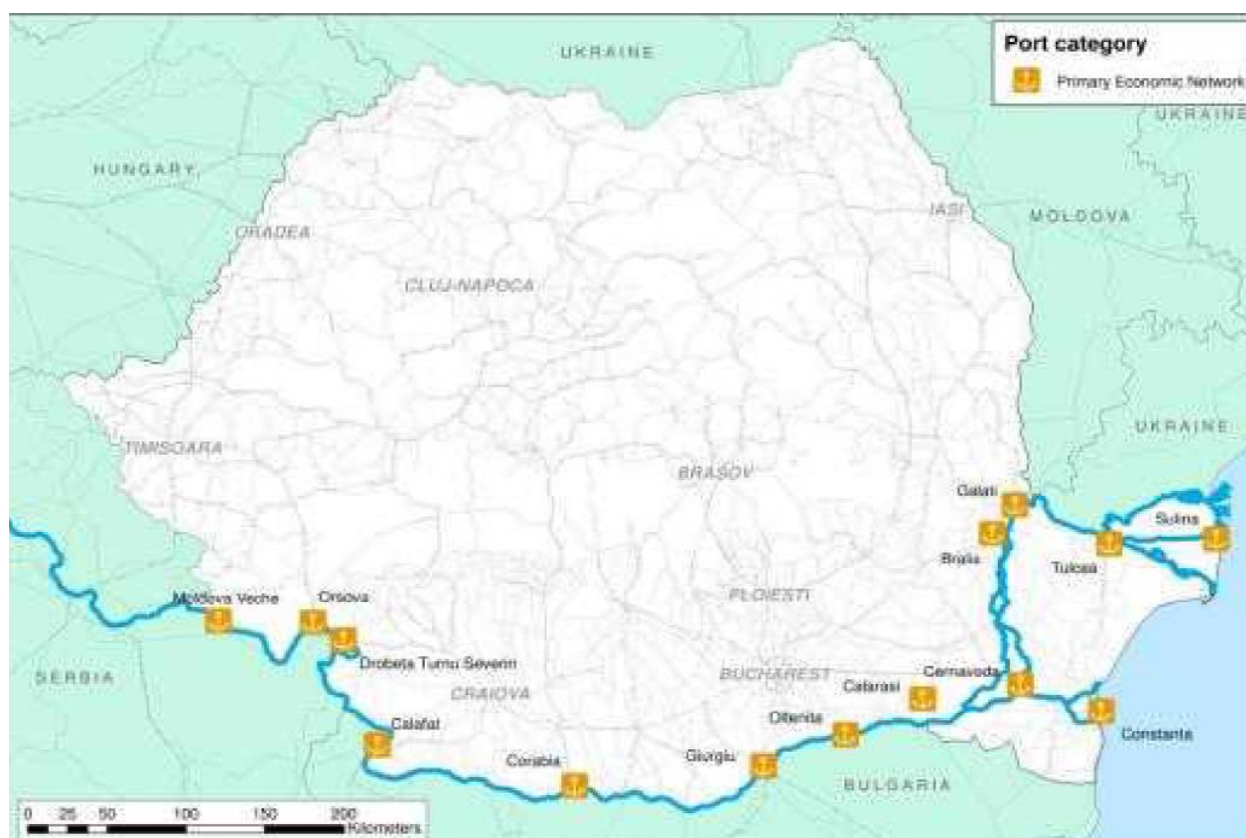 UKRAINE
Port category
Primary Economic Network
UKRAINE
HUNGARY
IASI
MOLDOVA
ORADEA
CLUJ-NAPOCA
UKRAINE
TIMSOARA
BRASOV
Galati
Sulina
Braila
Tulcea
Moldova Veche
Orsova
PLOIESTI
Drobeta Turnu Severin
SERBIA
CRAIOVA
BUCHAREST
Cernavoda
Calarasi
Calafat
Oltenita
Constanta
Corabia
Giurgiu
BULGARIA
0 25 50 100 150 200
Kilometers